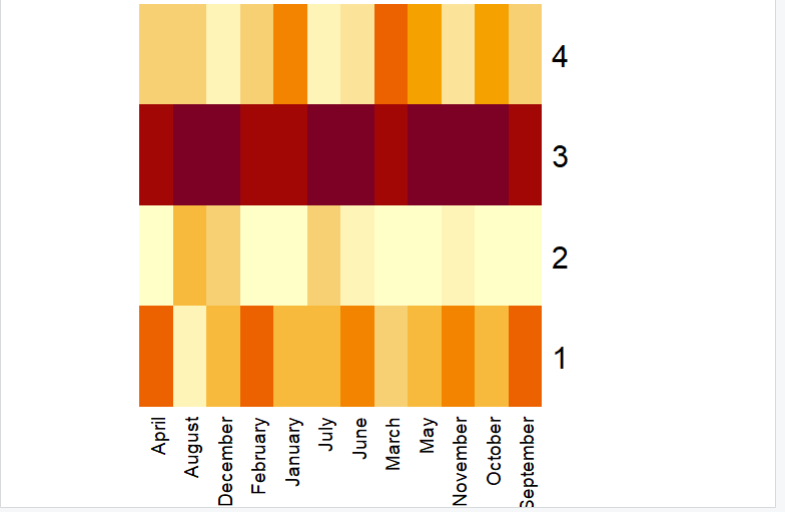 4
3
2
1
April
August
December
February
January
July
June
March
May
November
October
September